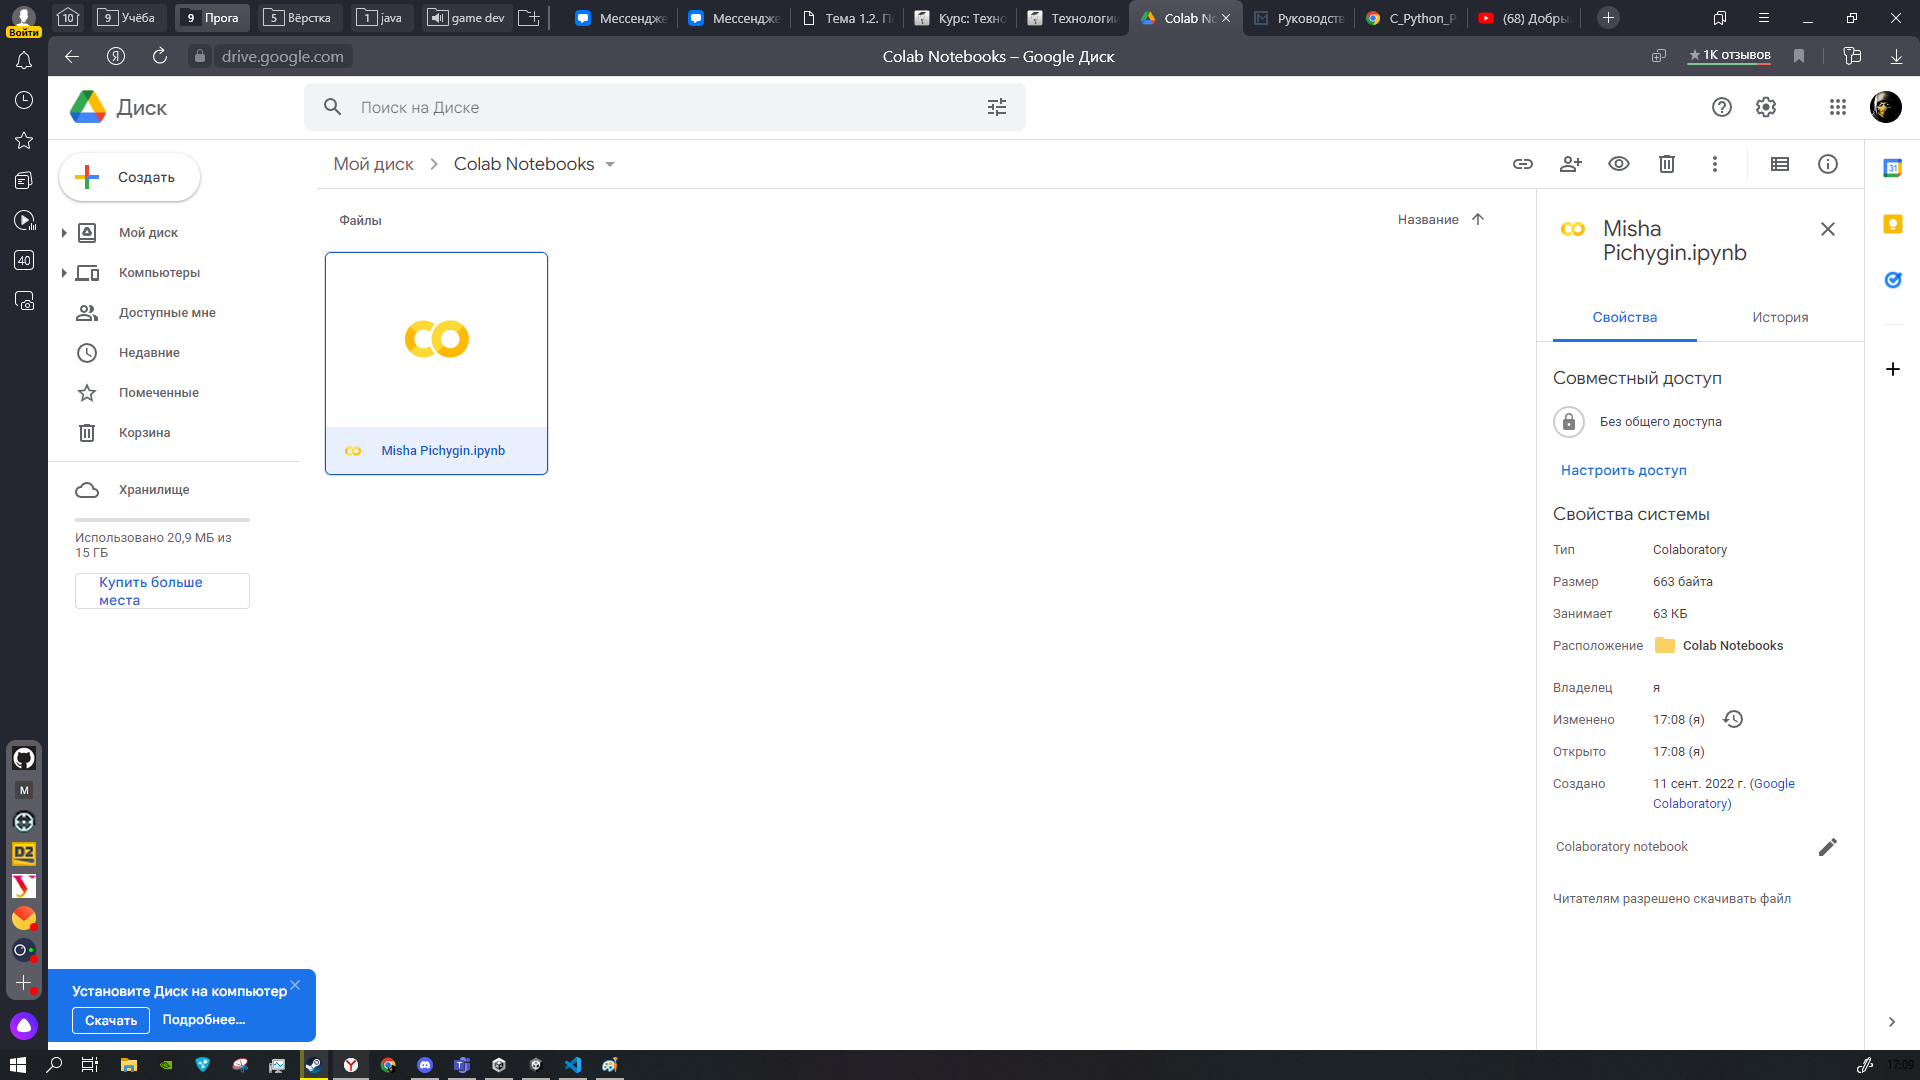 10
9 Учёба
9 Прога
5 Вёрстка
1 java
game dev
Мессендже
Мессендже
Тема 1.2. П
Курс: Техно
Технологии
Colab No
Руководств
C_Python_P
(68) Добры
Войти
drive.google.com
Colab Notebooks – Google Диск
1К отзывов
Диск
Поиск на Диске
Создать
Мой диск
Colab Notebooks
31
Мой диск
Компьютеры
Доступные мне
Недавние
Помеченные
Корзина
Хранилище
Использовано 20,9 МБ из
15 ГБ
Купить больше
места
40
Файлы
Название
Misha Pichygin.ipynb
Misha
Pichygin.ipynb
Свойства
История
Совместный доступ
Без общего доступа
Настроить доступ
Свойства системы
Тип Colaboratory
Размер 663 байта
Занимает 63 КБ
Расположение Colab Notebooks
Владелец я
Изменено 17:08 (я)
Открыто 17:08 (я)
Создано 11 сент. 2022 г. (Google
Colaboratory)
Colaboratory notebook
Читателям разрешено скачивать файл
M
D2
Установите Диск на компьютер
Скачать
Подробнее...
17:09